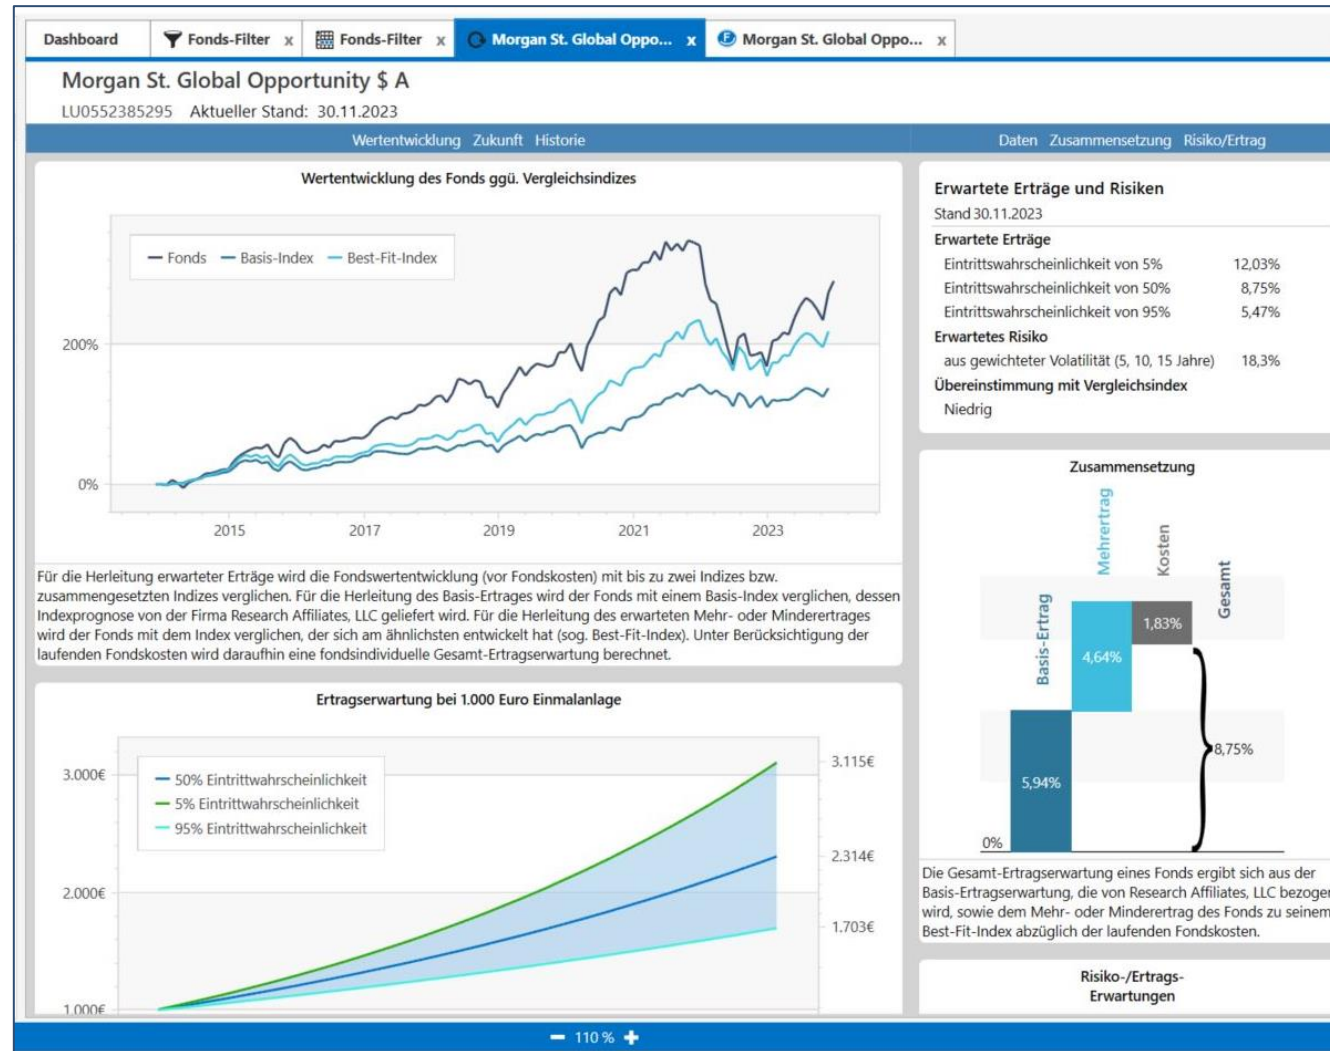 Dashboard
Fonds-Filter x
Fonds-Filter x
Morgan St. Global Oppo... x
Morgan St. Global Oppo... x
Morgan St. Global Opportunity $ A
LU0552385295 Aktueller Stand: 30.11.2023
Wertentwicklung Zukunft Historie
Daten Zusammensetzung Risiko/Ertrag
Wertentwicklung des Fonds ggü. Vergleichsindizes
Fonds Basis-Index Best-Fit-Index
200%
0%
2015 2017 2019 2021 2023
Für die Herleitung erwarteter Erträge wird die Fondswertentwicklung (vor Fondskosten) mit bis zu zwei Indizes bzw.
zusammengesetzten Indizes verglichen. Für die Herleitung des Basis-Ertrages wird der Fonds mit einem Basis-Index verglichen, dessen
Indexprognose von der Firma Research Affiliates, LLC geliefert wird. Für die Herleitung des erwarteten Mehr- oder Minderertrages
wird der Fonds mit dem Index verglichen, der sich am ähnlichsten entwickelt hat (sog. Best-Fit-Index). Unter Berücksichtigung der
laufenden Fondskosten wird daraufhin eine fondsindividuelle Gesamt-Ertragserwartung berechnet.
Ertragserwartung bei 1.000 Euro Einmalanlage
50% Eintrittwahrscheinlichkeit
5% Eintrittwahrscheinlichkeit
95% Eintrittwahrscheinlichkeit
3.000€
2.000€
1.000€
3.115€
2.314€
1.703€
Erwartete Erträge und Risiken
Stand 30.11.2023
Erwartete Erträge
Eintrittswahrscheinlichkeit von 5% 12,03%
Eintrittswahrscheinlichkeit von 50% 8,75%
Eintrittswahrscheinlichkeit von 95% 5,47%
Erwartetes Risiko
aus gewichteter Volatilität (5, 10, 15 Jahre) 18,3%
Übereinstimmung mit Vergleichsindex
Niedrig
Zusammensetzung
Basis-Ertrag
Mehrertrag
Kosten
Gesamt
1,83%
4,64%
8,75%
5,94%
0%
Die Gesamt-Ertragserwartung eines Fonds ergibt sich aus der
Basis-Ertragserwartung, die von Research Affiliates, LLC bezogen
wird, sowie dem Mehr- oder Minderertrag des Fonds zu seinem
Best-Fit-Index abzüglich der laufenden Fondskosten.
Risiko-/Ertrags-
Erwartungen
110 %